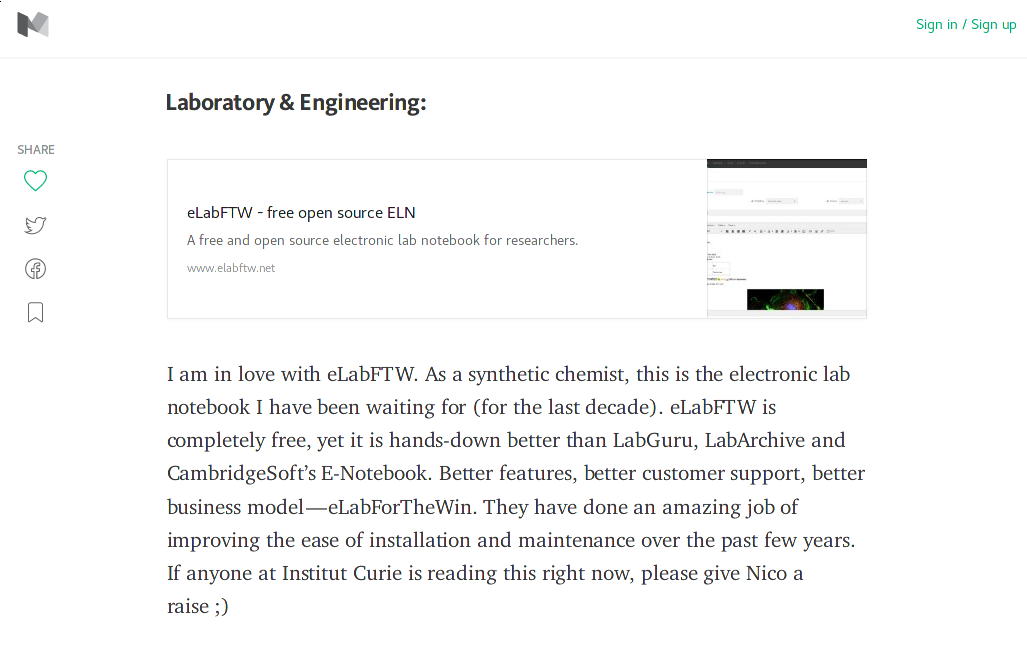 Sign in / Sign up
Laboratory & Engineering:
SHARE
eLabFTW - free open source ELN
A free and open source electronic lab notebook for researchers.
www.elabftw.net
I am in love with eLabFTW. As a synthetic chemist, this is the electronic lab
notebook I have been waiting for (for the last decade). eLabFTW is
completely free, yet it is hands-down better than LabGuru, LabArchive and
CambridgeSoft’s E-Notebook. Better features, better customer support, better
business model—eLabForTheWin. They have done an amazing job of
improving the ease of installation and maintenance over the past few years.
If anyone at Institut Curie is reading this right now, please give Nico a
raise ;)